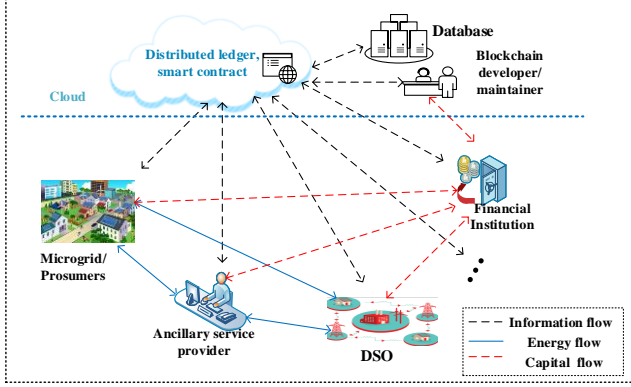 Database
Distributed ledger,
smart contract
Blockchain
developer/
maintainer
Cloud
Financial
Institution
Microgrid/
Prosumers
Ancillary service
provider
DSO
Information flow
Energy flow
Capital flow